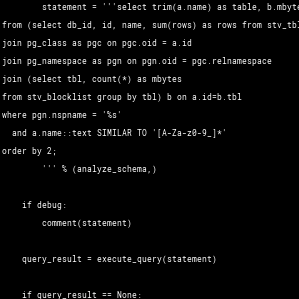 statement = '''select trim(a.name) as table, b.mbyte
from (select db_id, id, name, sum(rows) as rows from stv_tbl
join pg_class as pgc on pgc.oid = a.id
join pg_namespace as pgn on pgn.oid = pgc.relnamespace
join (select tbl, count(*) as mbytes
from stv_blocklist group by tbl) b on a.id=b.tbl
where pgn.nspname = '%s'
and a.name::text SIMILAR TO '[A-Za-z0-9_]*'
order by 2;
''' % (analyze_schema,)
if debug:
comment(statement)
query_result = execute_query(statement)
if query_result == None: